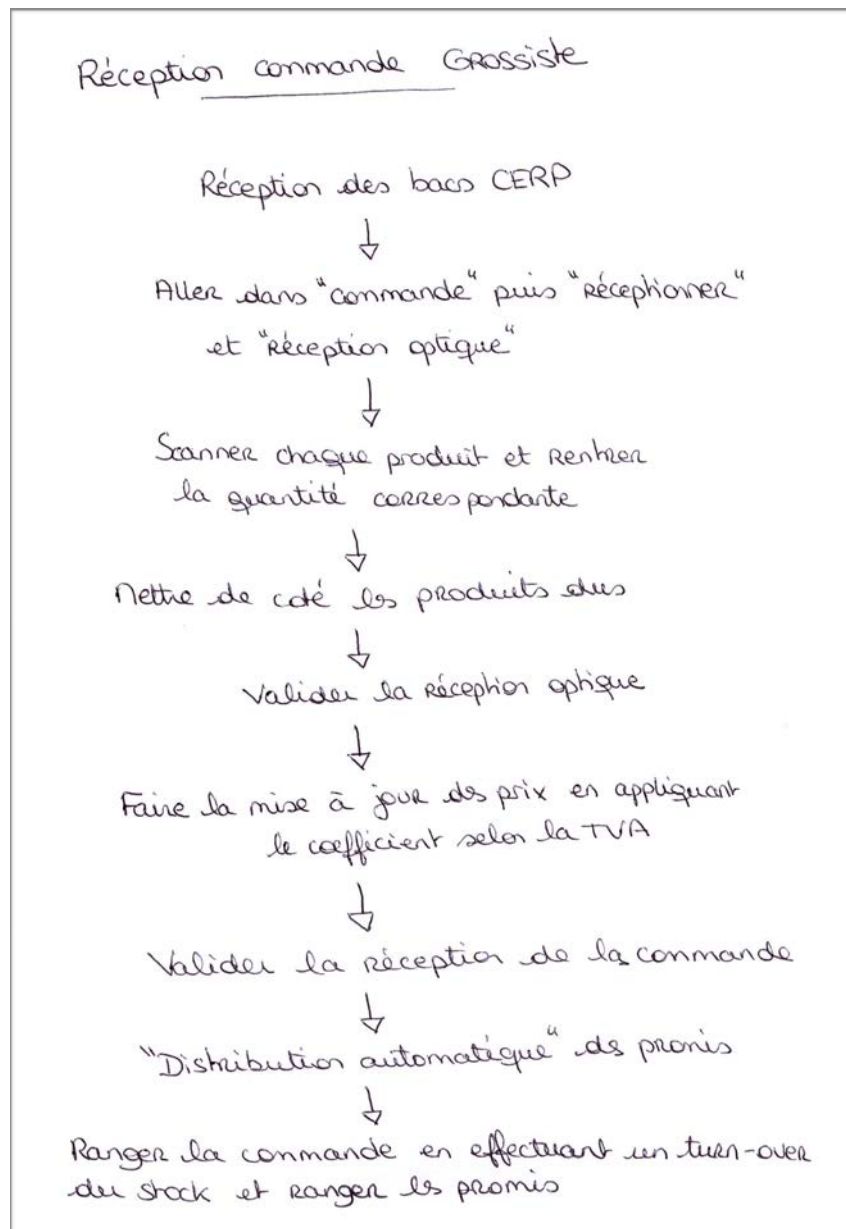 Réception commande GROSSISTE
Réception des bacs CERP
Aller dans "commande" puis "réceptionner"
et "réception optique"
Scanner chaque produit et rentrer
la quantité correspondante
Mettre de coté les produits dus
Valider la réception optique
Faire la mise à jour des prix en appliquant
le coefficient selon la TVA
Valider la réception de la commande
"Distribution automatique" des promis
Ranger la commande en effectuant un turn-over
du stock et ranger les promis